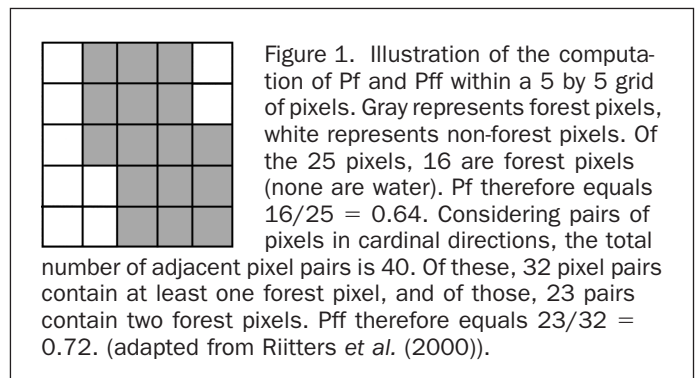 Figure 1. Illustration of the computa-
tion of Pf and Pff within a 5 by 5 grid
of pixels. Gray represents forest pixels,
white represents non-forest pixels. Of
the 25 pixels, 16 are forest pixels
(none are water). Pf therefore equals
16/25 = 0.64. Considering pairs of
pixels in cardinal directions, the total
number of adjacent pixel pairs is 40. Of these, 32 pixel pairs
contain at least one forest pixel, and of those, 23 pairs
contain two forest pixels. Pff therefore equals 23/32 =
0.72. (adapted from Riitters et al. (2000)).